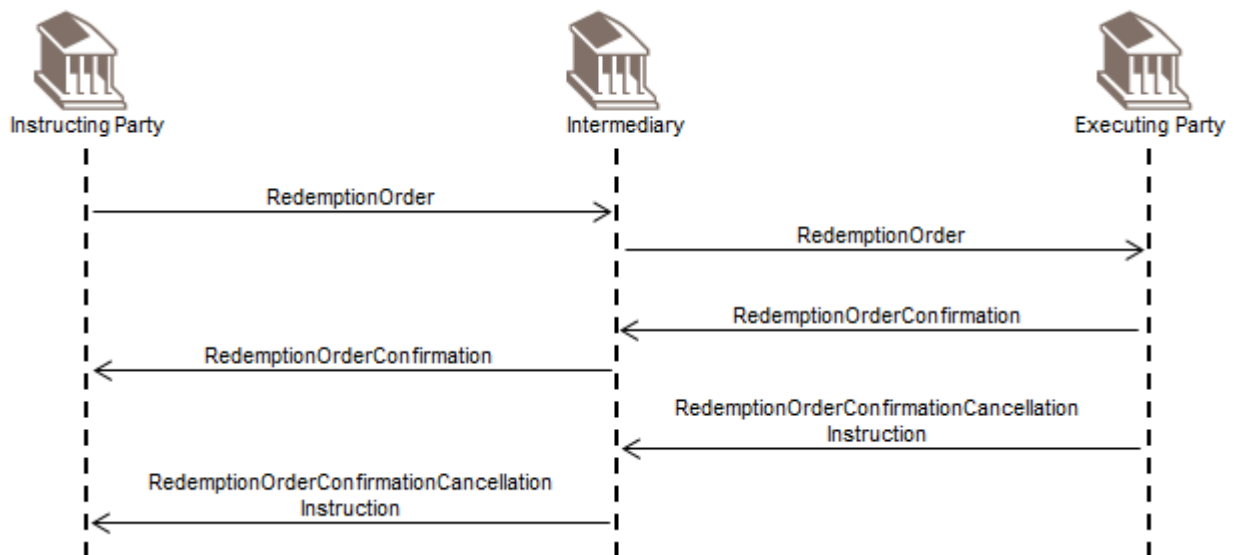 Instructing Party
Intermediary
Executing Party
RedemptionOrder
RedemptionOrder
RedemptionOrderConfirmation
RedemptionOrderConfirmation
RedemptionOrderConfirmationCancellation
Instruction
RedemptionOrderConfirmationCancellation
Instruction